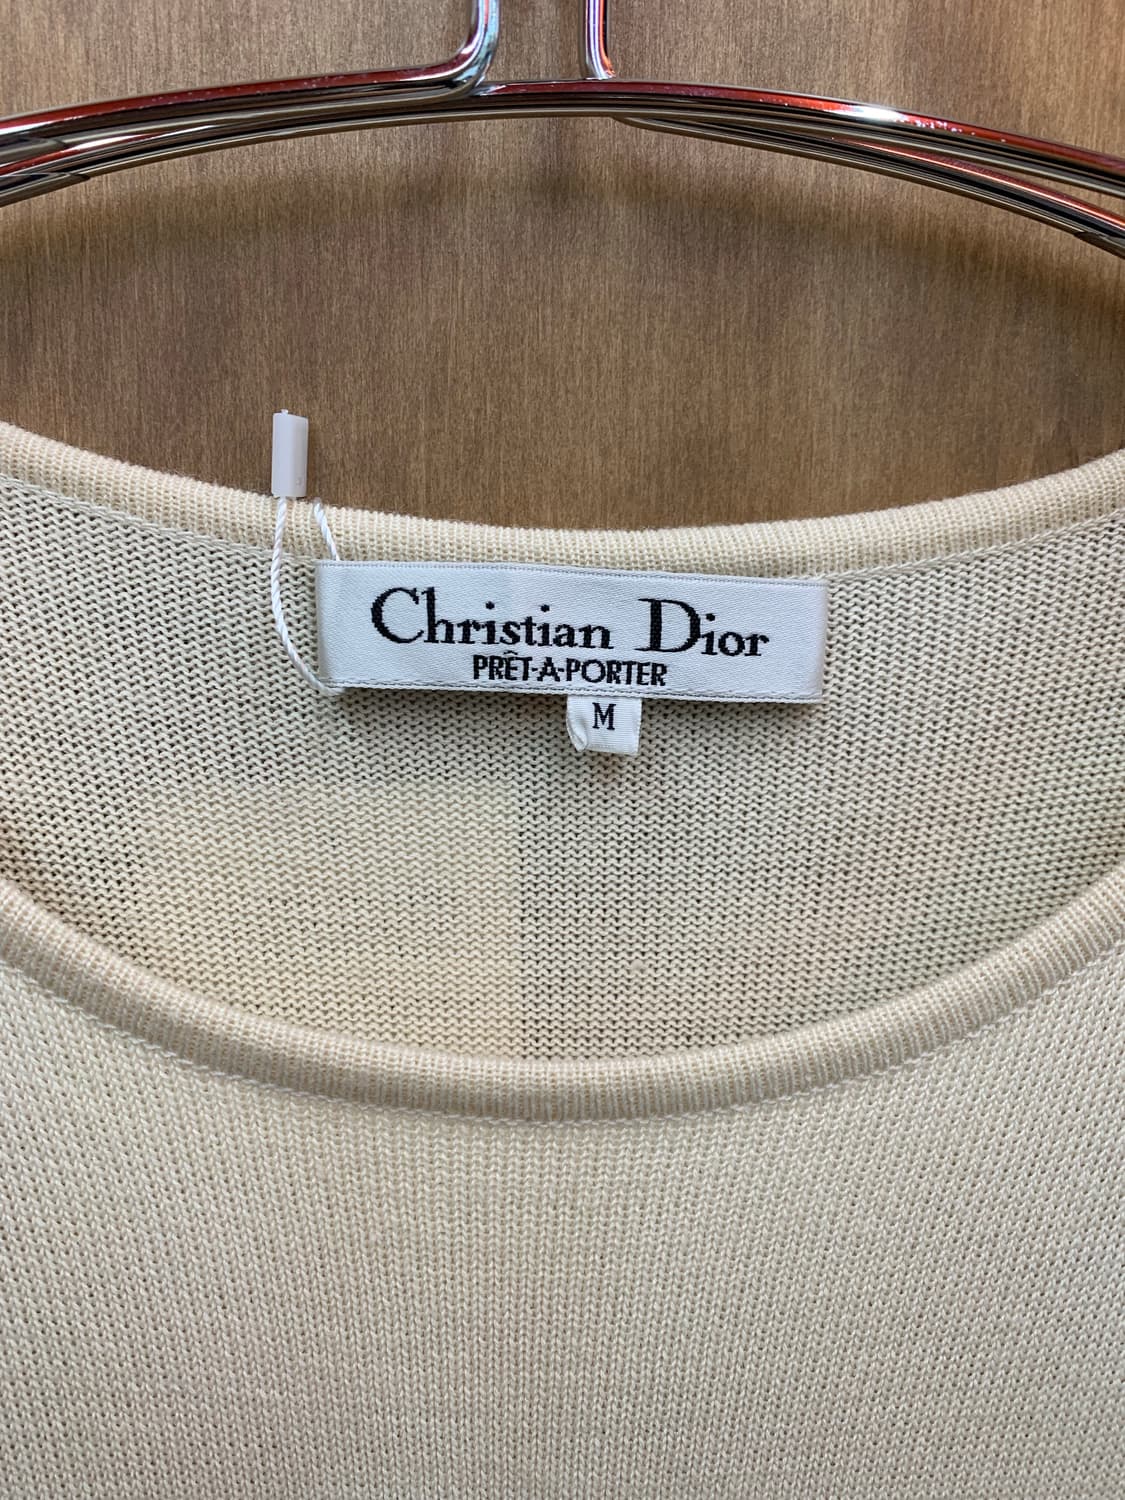 Christian Dior
PRÊT-A-PORTER
M